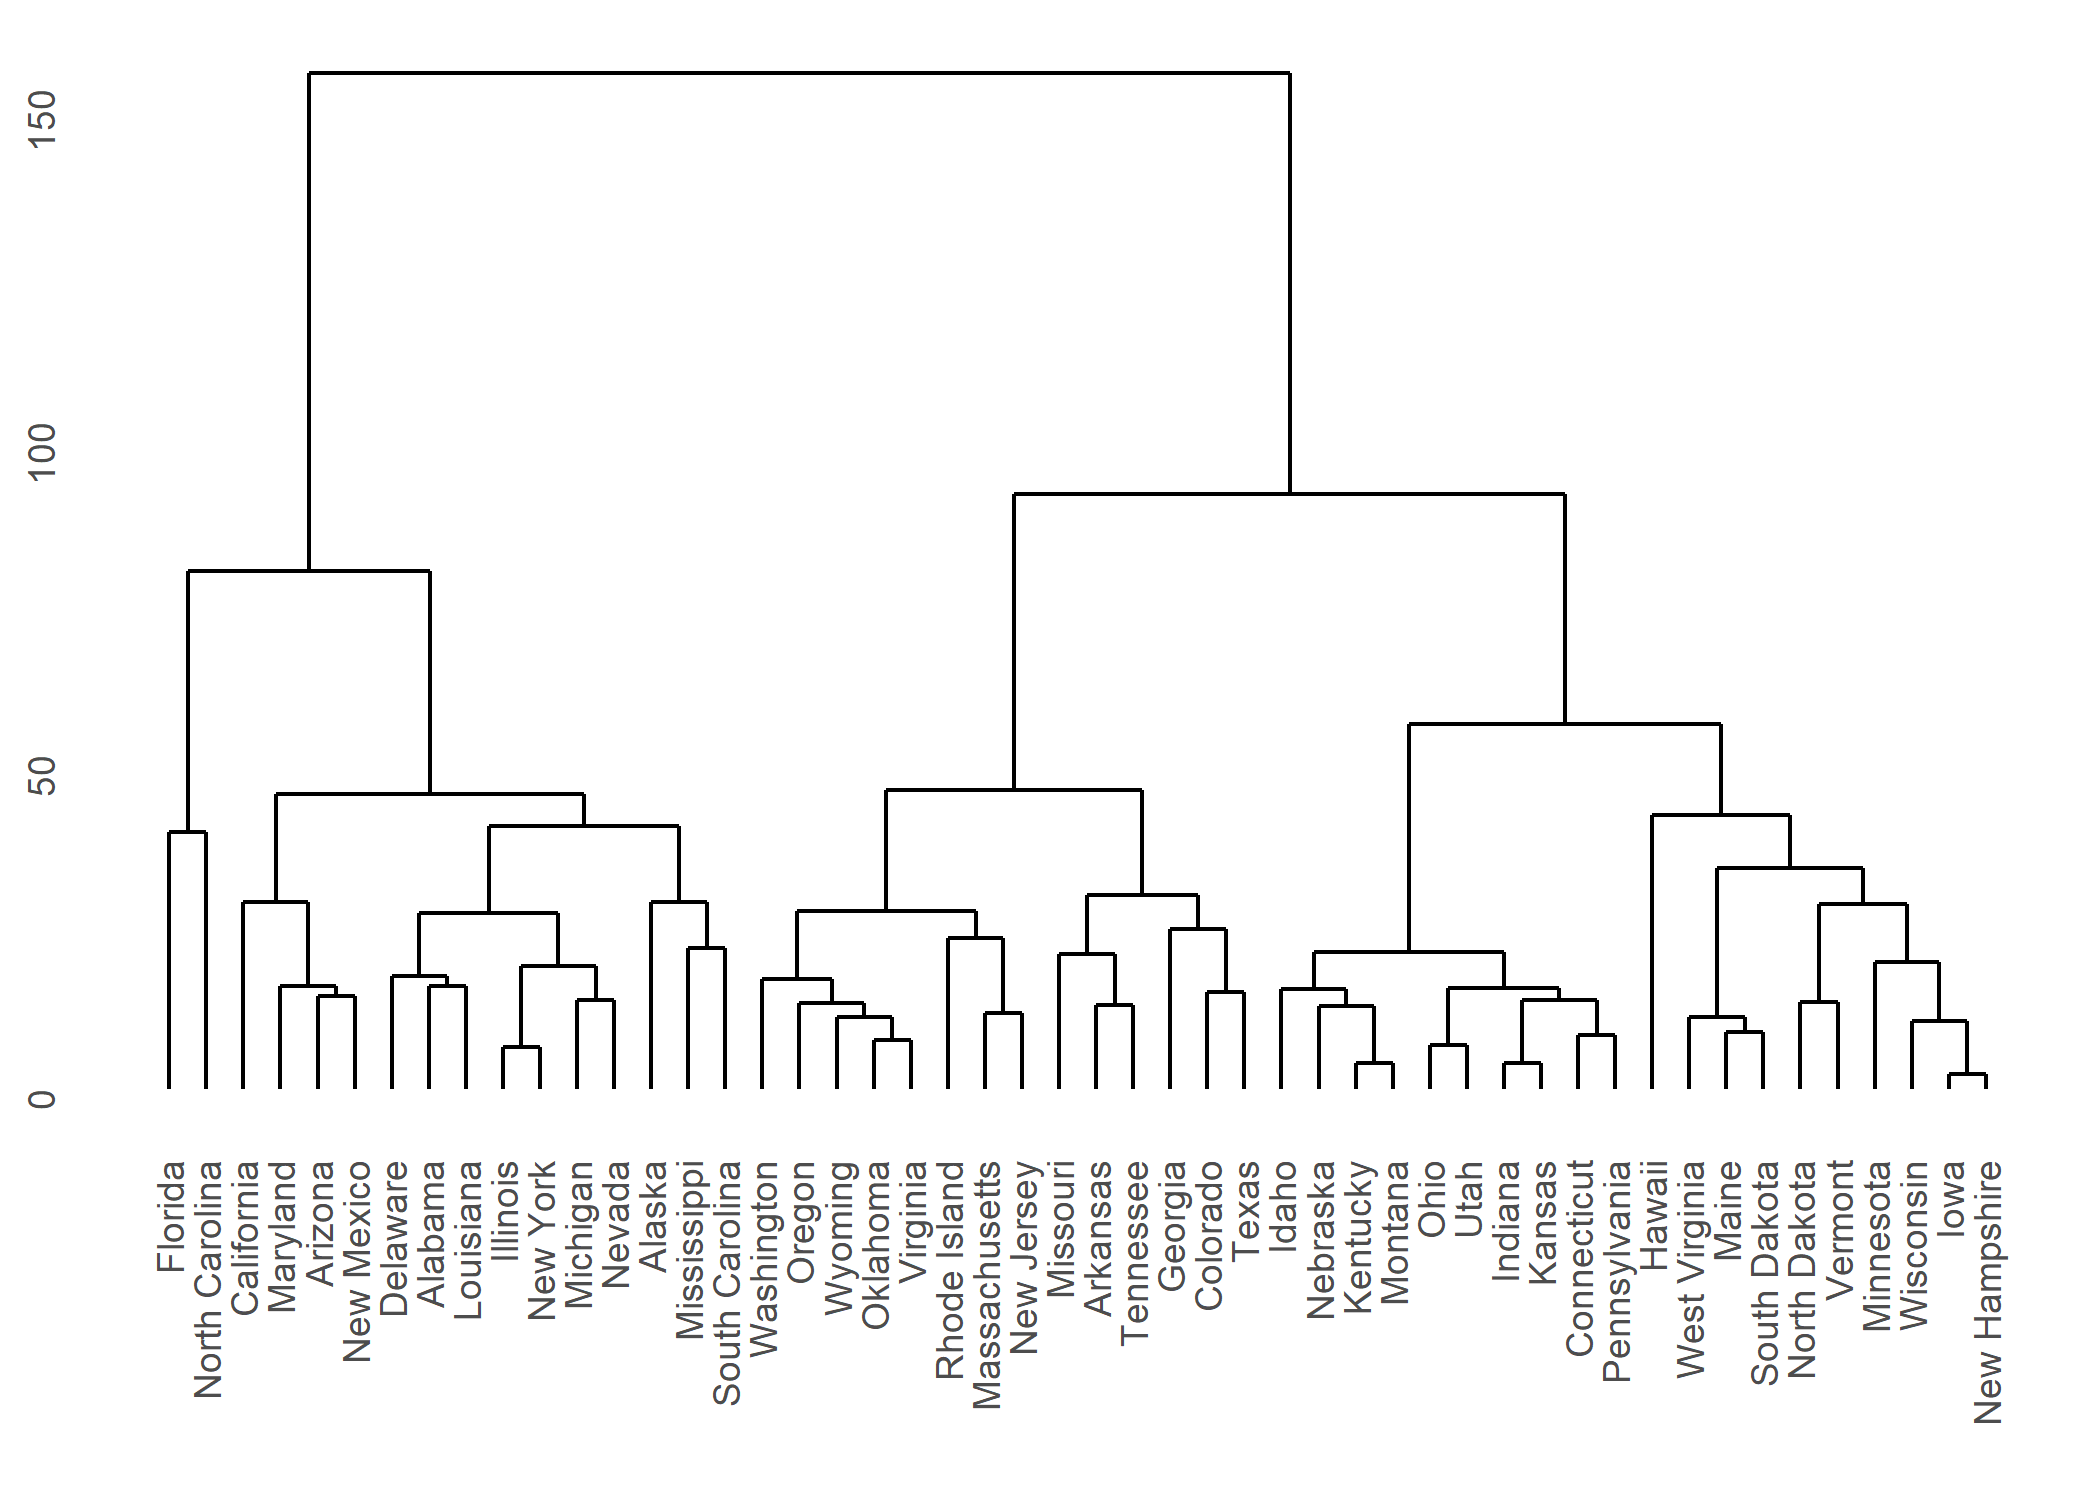 150
100
50
0
Florida
North Carolina
California
Maryland
Arizona
New Mexico
Delaware
Alabama
Louisiana
Illinois
New York
Michigan
Nevada
Alaska
Mississippi
South Carolina
Washington
Oregon
Wyoming
Oklahoma
Virginia
Rhode Island
Massachusetts
New Jersey
Missouri
Arkansas
Tennessee
Georgia
Colorado
Texas
Idaho
Nebraska
Kentucky
Montana
Ohio
Utah
Indiana
Kansas
Connecticut
Pennsylvania
Hawaii
West Virginia
Maine
South Dakota
North Dakota
Vermont
Minnesota
Wisconsin
Iowa
New Hampshire